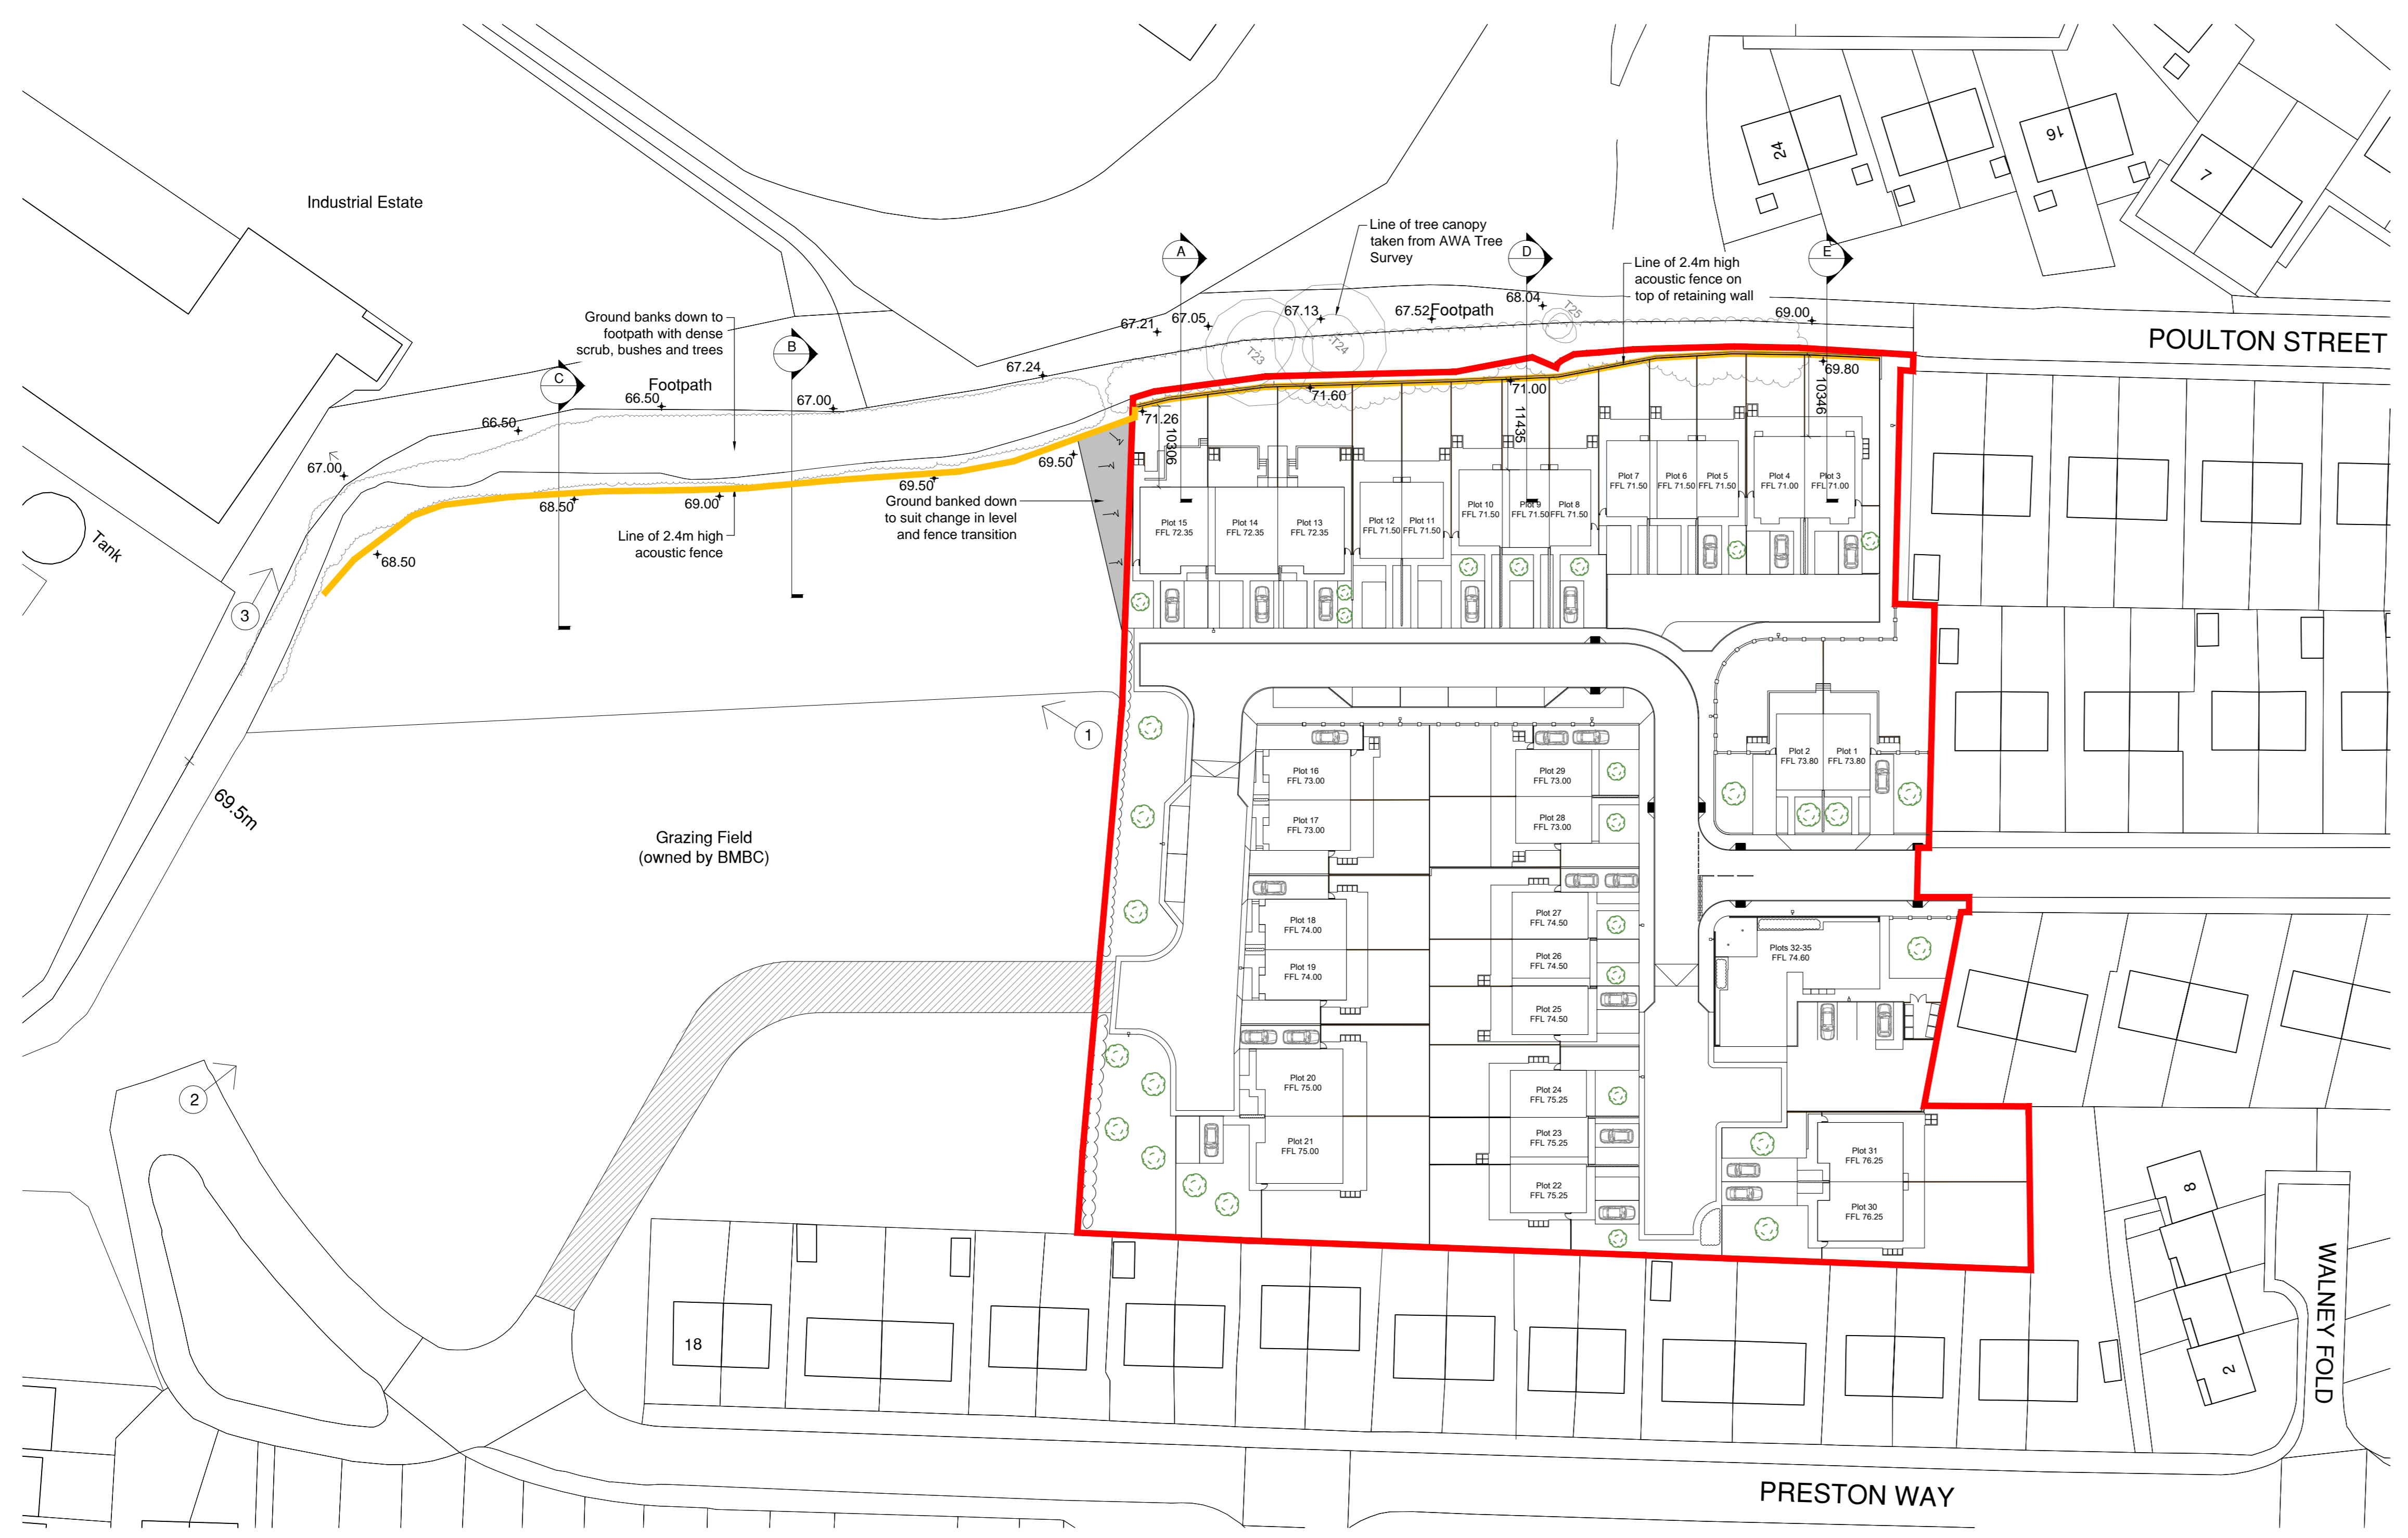 24
16
7
Industrial Estate
Line of tree canopy
taken from AWA Tree
Survey
A
D
E
Line of 2.4m high
acoustic fence on
top of retaining wall
Ground banks down to
footpath with dense
scrub, bushes and trees
B
C
67.21
67.05
67.13
67.52
Footpath
68.04
T25
69.00
POULTON STREET
T23
T24
67.24
Footpath
66.50
67.00
66.50
67.00
69.80
10346
71.60
71.00
71.26
10306
11435
69.50
69.50
Ground banked down
to suit change in level
and fence transition
68.50
69.00
Line of 2.4m high
acoustic fence
68.50
Tank
3
Plot 15
FFL 72.35
Plot 14
FFL 72.35
Plot 13
FFL 72.35
Plot 12
FFL 71.50
Plot 11
FFL 71.50
Plot 10
FFL 71.50
Plot 9
FFL 71.50
Plot 8
FFL 71.50
Plot 7
FFL 71.50
Plot 6
FFL 71.50
Plot 5
FFL 71.50
Plot 4
FFL 71.00
Plot 3
FFL 71.00
1
69.5m
Grazing Field
(owned by BMBC)
Plot 2
FFL 73.80
Plot 1
FFL 73.80
Plot 16
FFL 73.00
Plot 29
FFL 73.00
Plot 17
FFL 73.00
Plot 28
FFL 73.00
Plot 18
FFL 74.00
Plot 27
FFL 74.50
Plot 19
FFL 74.00
Plot 26
FFL 74.50
Plot 25
FFL 74.50
Plots 32-35
FFL 74.60
2
Plot 20
FFL 75.00
Plot 24
FFL 75.25
Plot 21
FFL 75.00
Plot 23
FFL 75.25
Plot 22
FFL 75.25
Plot 31
FFL 76.25
Plot 30
FFL 76.25
8
2
WALNEY FOLD
18
PRESTON WAY